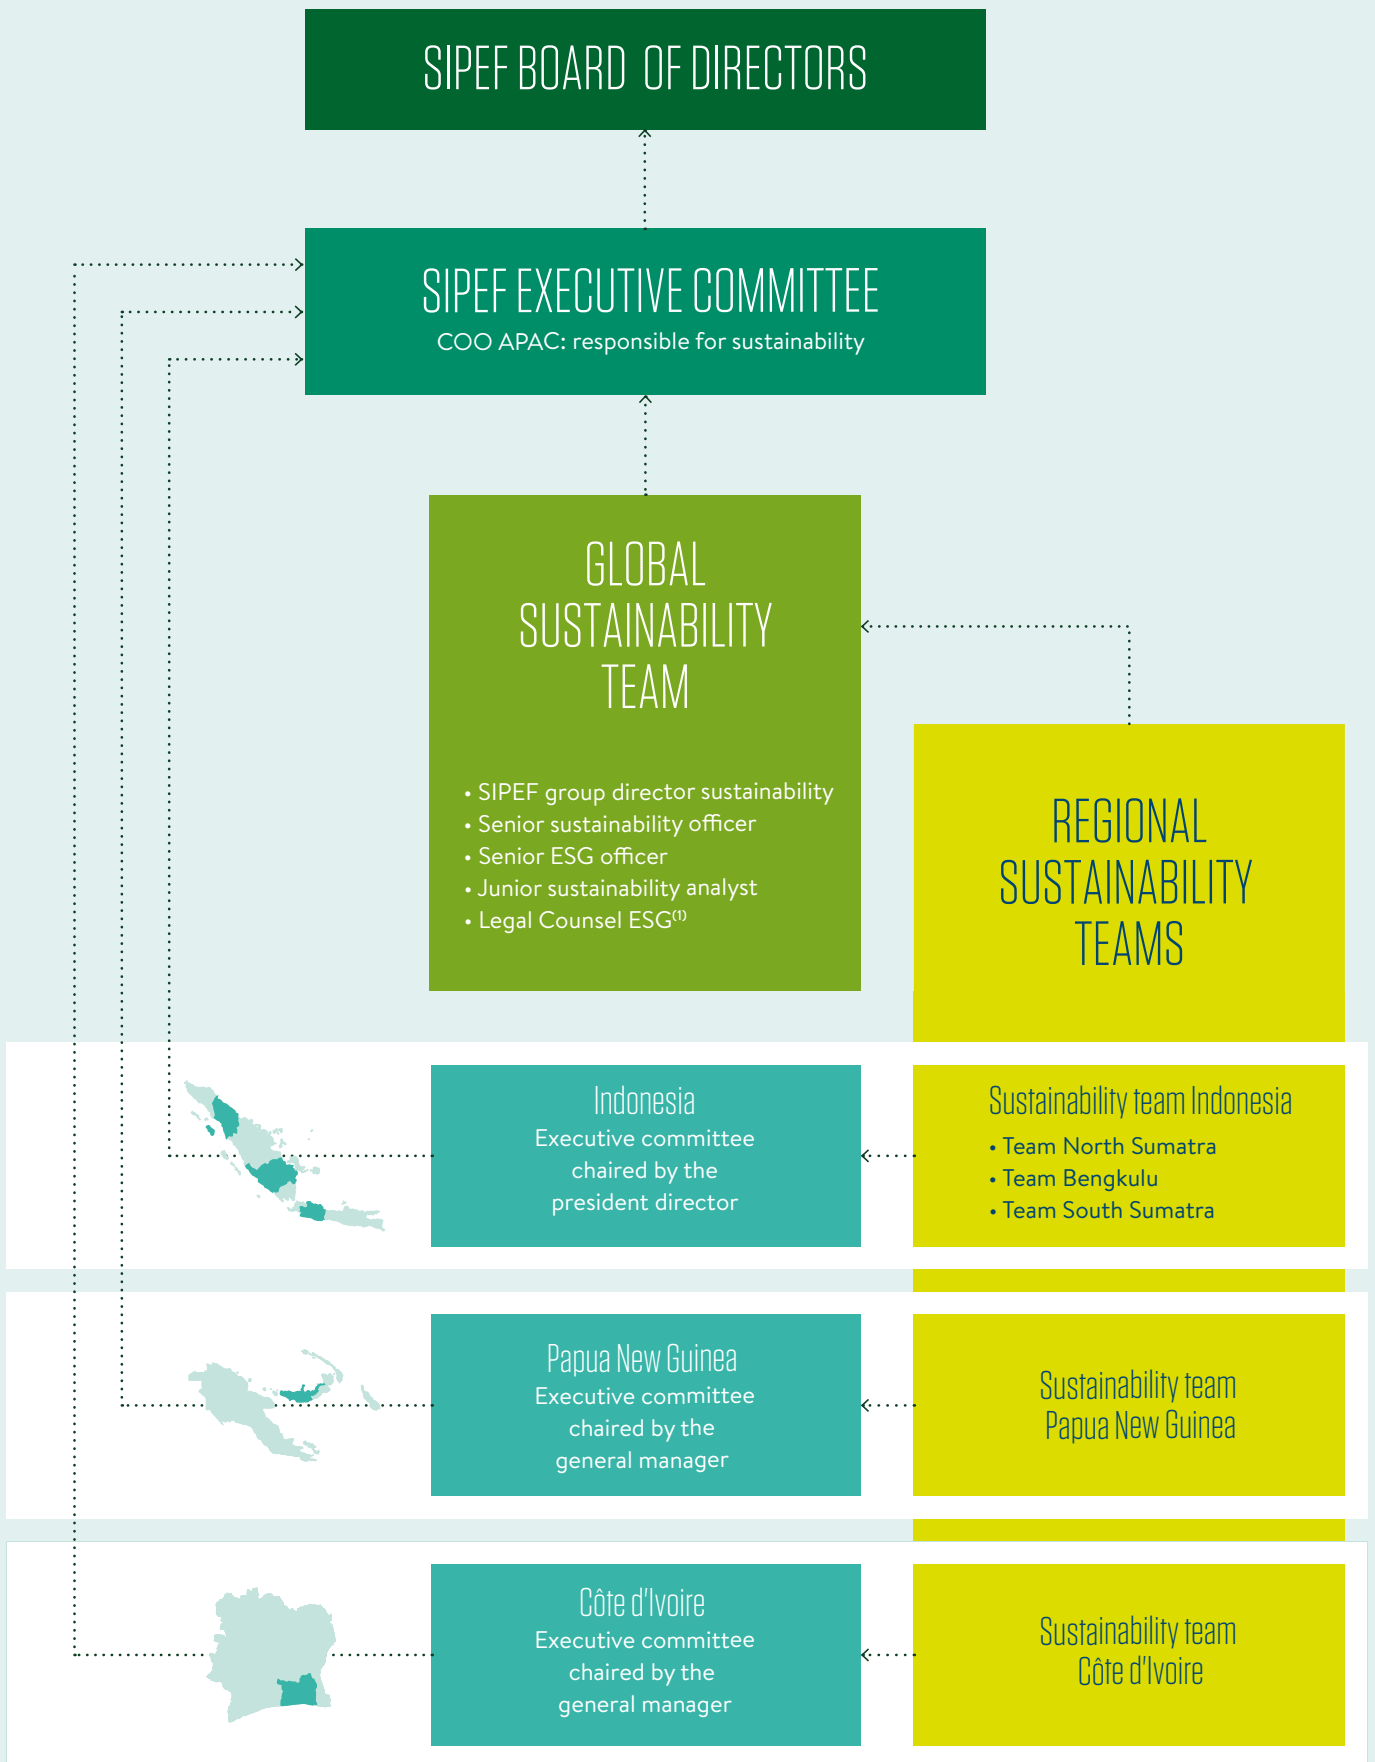 SIPEF BOARD OF DIRECTORS
SIPEF EXECUTIVE COMMITTEE
COO APAC: responsible for sustainability
GLOBAL
SUSTAINABILITY
TEAM
• SIPEF group director sustainability
• Senior sustainability officer
• Senior ESG officer
• Junior sustainability analyst
• Legal Counsel ESG(1)
REGIONAL
SUSTAINABILITY
TEAMS
Indonesia
Executive committee
chaired by the
president director
Sustainability team Indonesia
• Team North Sumatra
• Team Bengkulu
• Team South Sumatra
Papua New Guinea
Executive committee
chaired by the
general manager
Sustainability team
Papua New Guinea
Côte d'Ivoire
Executive committee
chaired by the
general manager
Sustainability team
Côte d'Ivoire